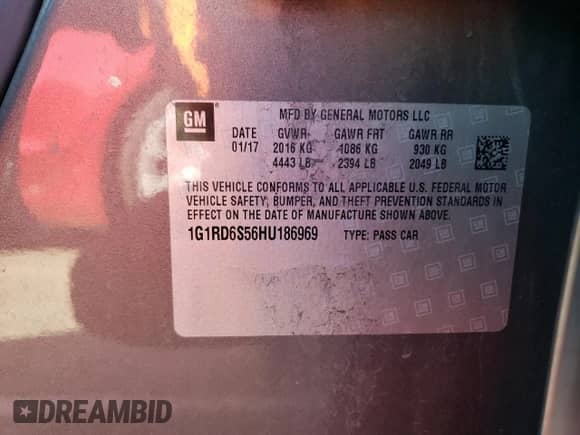 GM
MFD BY GENERAL MOTORS LLC
DATE GVWR GAWR FRT GAWR RR
01/17 2016 KG 1086 KG 930 KG
4443 LB 2394 LB 2049 LB
THIS VEHICLE CONFORMS TO ALL APPLICABLE U.S. FEDERAL MOTOR
VEHICLE SAFETY, BUMPER, AND THEFT PREVENTION STANDARDS IN
EFFECT ON THE DATE OF MANUFACTURE SHOWN ABOVE.
1G1RD6S56HU186969 TYPE: PASS CAR
DREAMBID